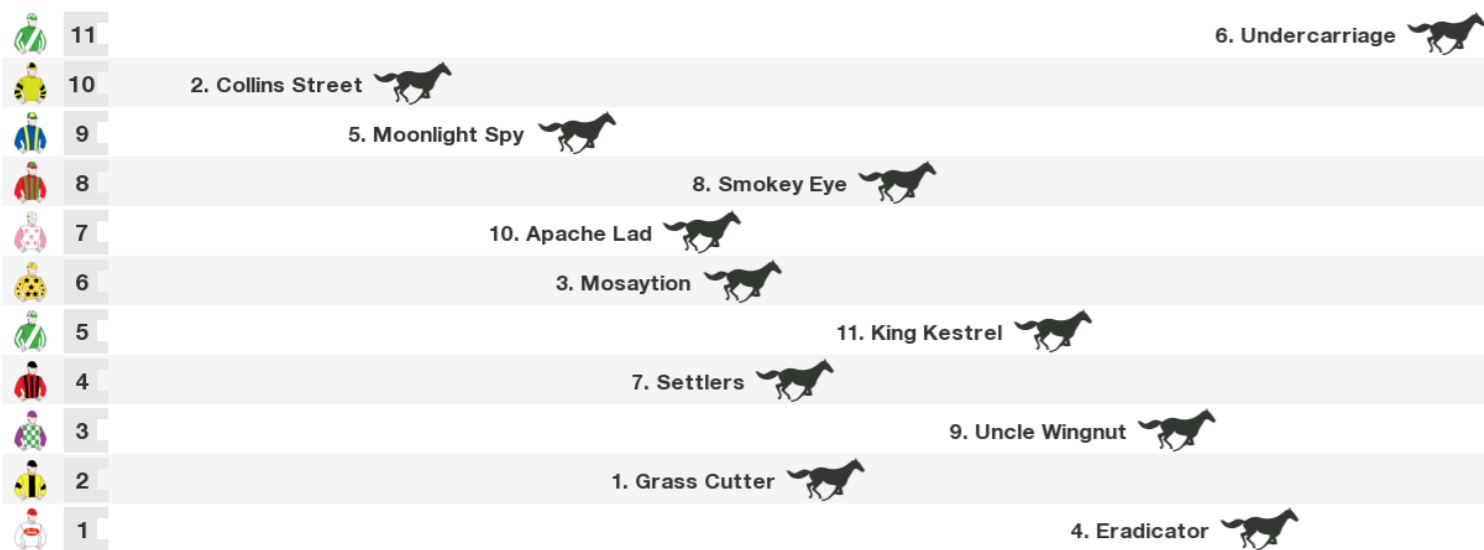 11 6. Undercarriage
10 2. Collins Street
9 5. Moonlight Spy
8 8. Smokey Eye
7 10. Apache Lad
6 3. Mosaytion
5 11. King Kestrel
4 7. Settlers
3 9. Uncle Wingnut
2 1. Grass Cutter
1 4. Eradicator